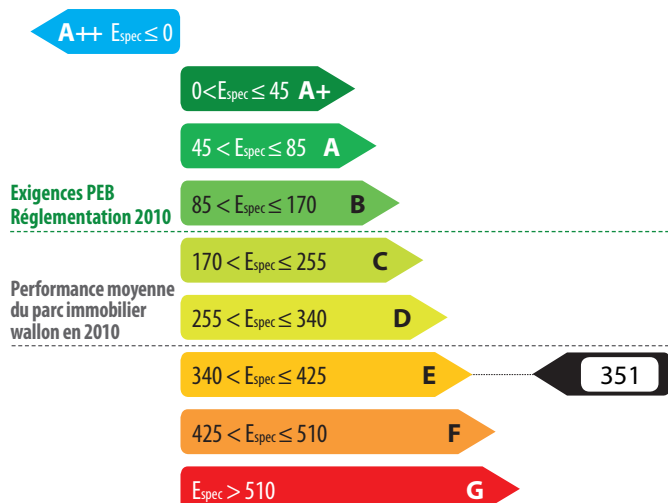 A++ Espec ≤ 0
0<Espec ≤ 45 A+
45 < Espec ≤ 85 A
Exigences PEB
Réglementation 2010
85 < Espec ≤ 170 B
170 < Espec ≤ 255 C
Performance moyenne
du parc immobilier
wallon en 2010
255 < Espec ≤ 340 D
340 < Espec ≤ 425 E
351
425 < Espec ≤ 510 F
Espec > 510 G